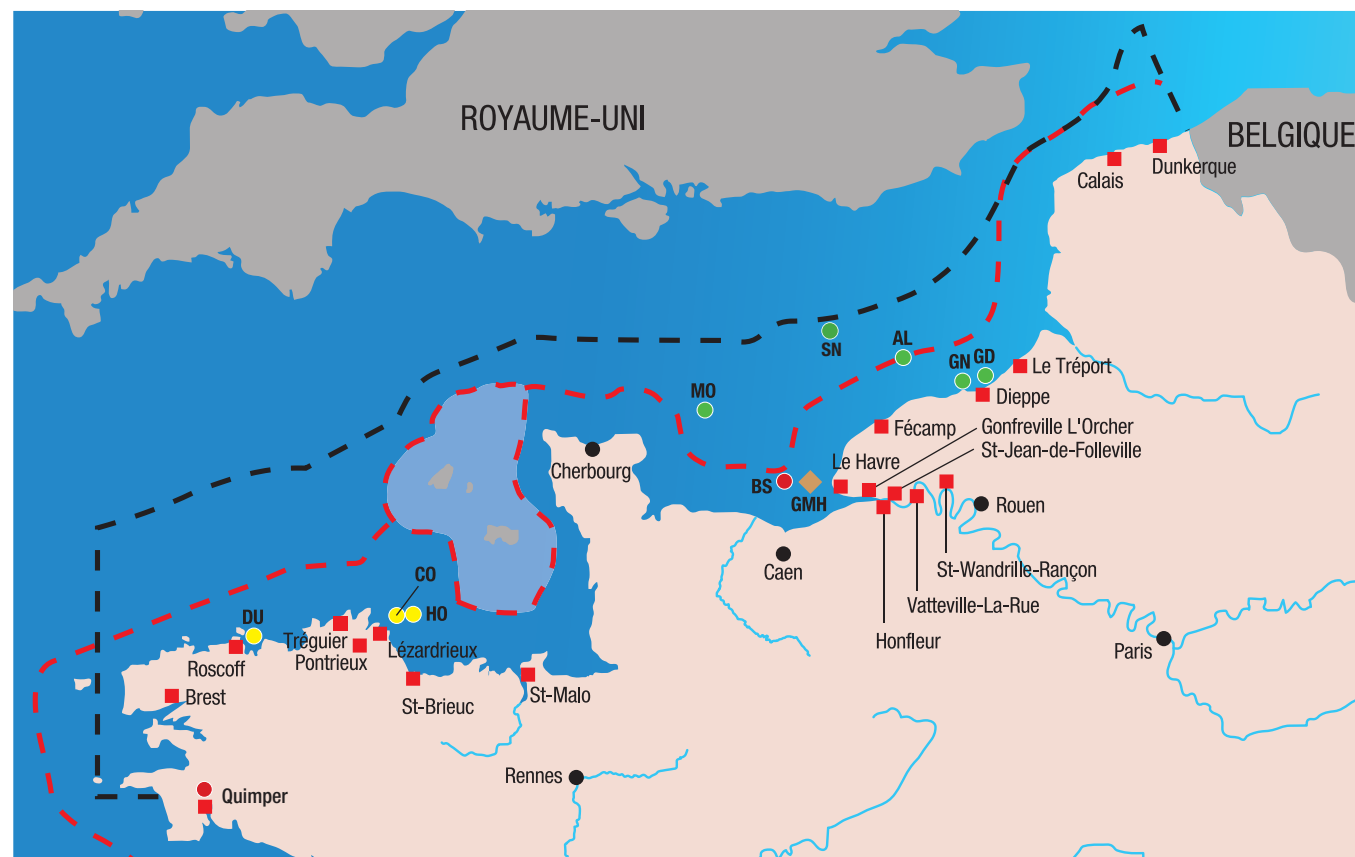 ROYAUME-UNI
BELGIQUE
Dunkerque
Calais
SN
AL
GN
GD
Le Tréport
MO
Dieppe
Fécamp
Gonfreville L'Orcher
St-Jean-de-Folleville
Cherbourg
Le Havre
BS
GMH
Rouen
Caen
St-Wandrille-Rançon
CO
Vatteville-La-Rue
DU
HO
Honfleur
Tréguier
Pontrieux
Lézardrieux
Paris
Roscoff
Brest
St-Brieuc
St-Malo
Rennes
Quimper